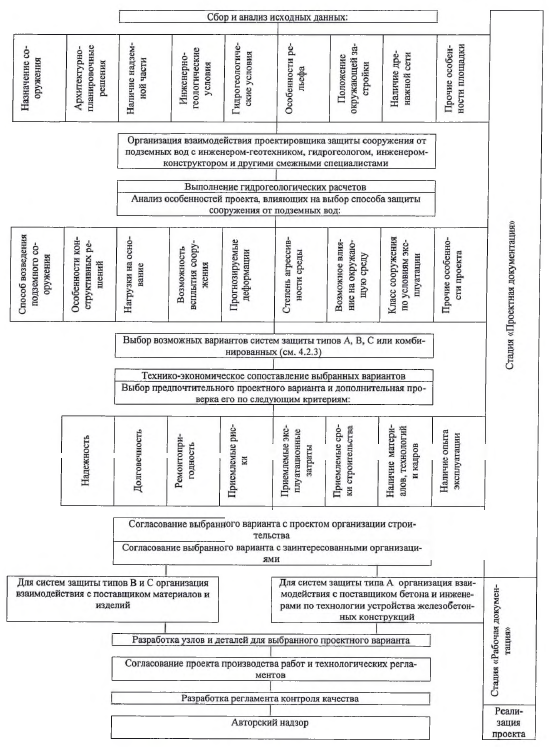 Сбор и анализ исходных данных:
Назначение со-
оружения
Архитектурно-
планировочные
решения
Наличие надзем-
ной части
Инженерно-
геологические
условия
Гидрогеологиче-
ские условия
Особенности ре-
льефа
Положение
окружающей за-
стройки
Наличие дре-
нажной сети
Прочие особен-
ности площадки
Организация взаимодействия проектировщика защиты сооружения от
подземных вод с инженером-геотехником, гидрогеологом, инженером-
конструктором и другими смежными специалистами
Выполнение гидрогеологических расчетов
Анализ особенностей проекта, влияющих на выбор способа защиты
сооружения от подземных вод:
Способ возведения
подземного со-
оружения
Особенности кон-
структивных ре-
шений
Нагрузки на осно-
вание
Возможность
всплытия соору-
жения
Прогнозируемые
деформации
Степень агресси-
вности среды
Возможное влия-
ние на окружаю-
щую среду
Класс сооружения
по условиям экс-
плуатации
Прочие особенно-
сти проекта
Выбор возможных вариантов систем защиты типов А, В, С или комби-
нированных (см. 4.2.3)
Технико-экономическое сопоставление выбранных вариантов
Выбор предпочтительного проектного варианта и дополнительная про-
верка его по следующим критериям:
Надежность
Долговечность
Ремонтопри-
годность
Приемлемые рис-
ки
Приемлемые экс-
плуатационные
затраты
Приемлемые сро-
ки строительства
Наличие матери-
алов, технологий
и кадров
Наличие опыта
эксплуатации
Согласование выбранного варианта с проектом организации строи-
тельства
Согласование выбранного варианта с заинтересованными организаци-
ями
Стадия «Проектная документация»
Для систем защиты типов В и С организация
взаимодействия с поставщиком материалов и
изделий
Для систем защиты типа А организация взаи-
модействия с поставщиком бетона и инжене-
рами по технологии устройства железобетон-
ных конструкций
Разработка узлов и деталей для выбранного проектного варианта
Согласование проекта производства работ и технологических регла-
ментов
Разработка регламента контроля качества
Стадия «Рабочая докумен-
тация»
Авторский надзор
Реали-
зация
проекта